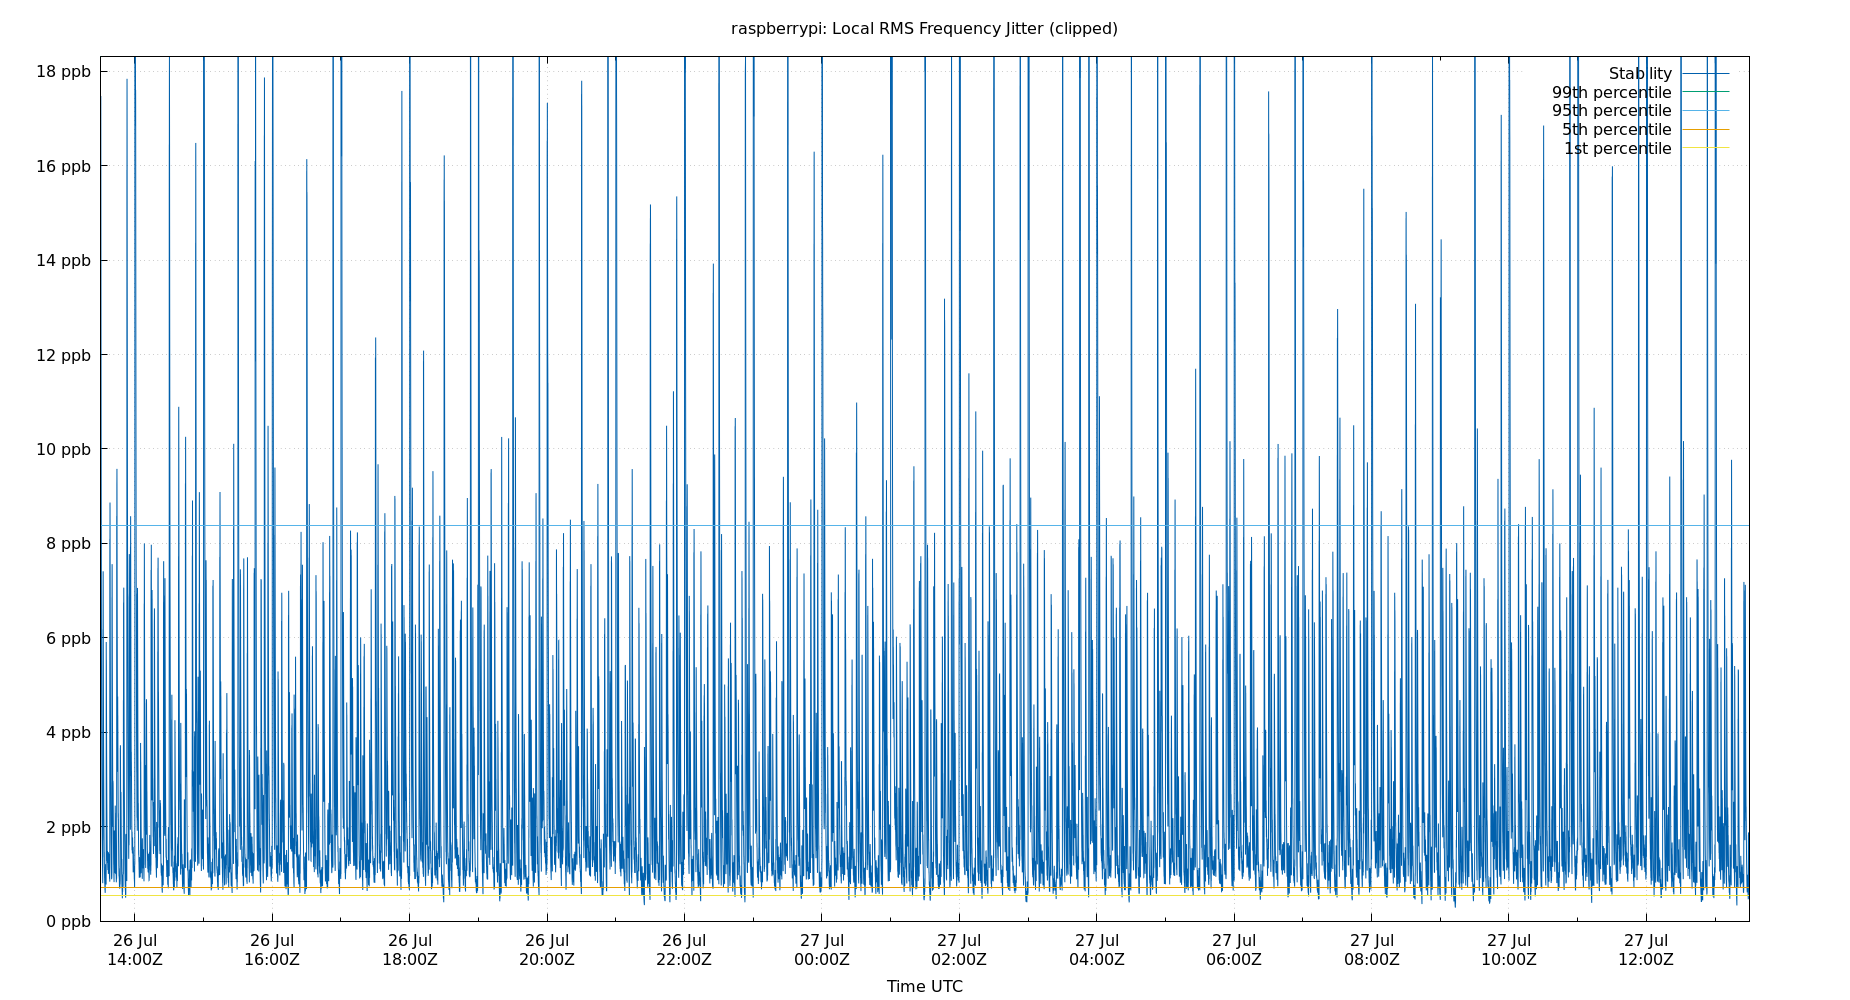 raspberrypi: Local RMS Frequency Jitter (clipped)
18 ppb
16 ppb
14 ppb
12 ppb
10 ppb
8 ppb
6 ppb
4 ppb
2 ppb
0 ppb
Stability
99th percentile
95th percentile
5th percentile
1st percentile
26 Jul 26 Jul 26 Jul 26 Jul 26 Jul 27 Jul 27 Jul 27 Jul 27 Jul 27 Jul 27 Jul 27 Jul
14:00Z 16:00Z 18:00Z 20:00Z 22:00Z 00:00Z 02:00Z 04:00Z 06:00Z 08:00Z 10:00Z 12:00Z
Time UTC